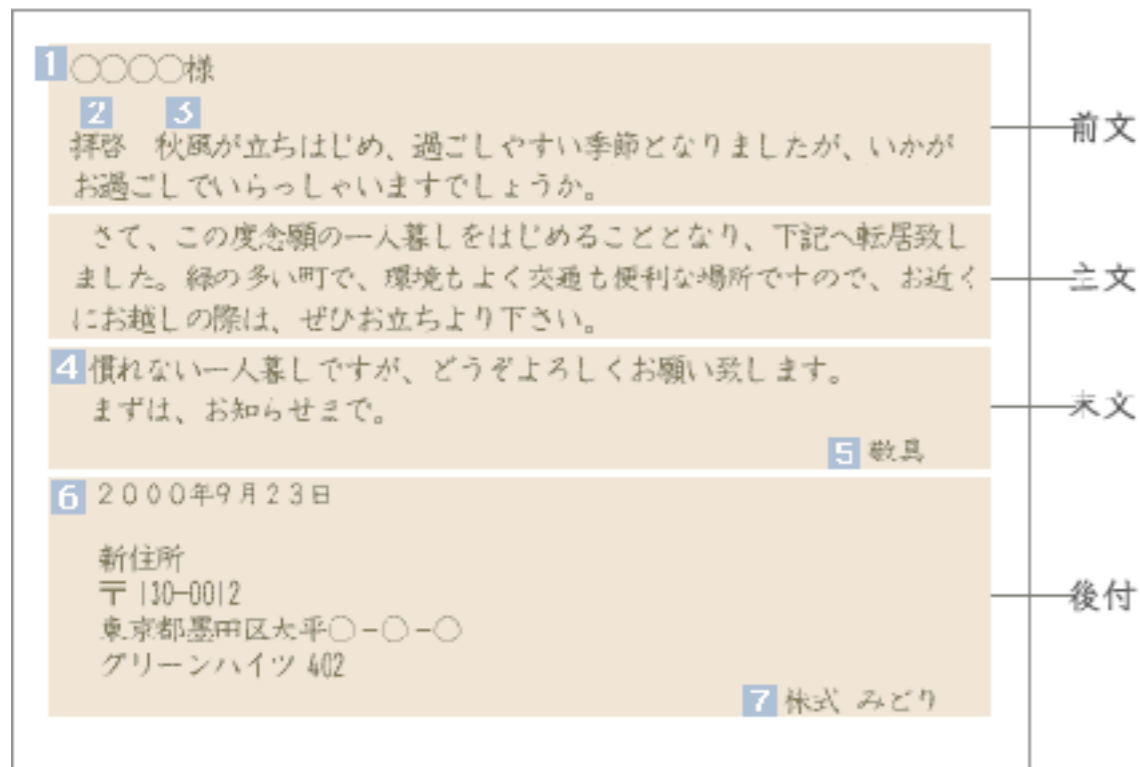 1 ○○○○様
2 3
拝啓　秋風が立ちはじめ、過ごしやすい季節となりましたが、いかが
お過ごしでいらっしゃいますでしょうか。
前文
さて、この度念願の一人暮しをはじめることとなり、下記へ転居致し
ました。緑の多い町で、環境もよく交通も便利な場所ですので、お近く
にお越しの際は、ぜひお立ちより下さい。
主文
4 慣れない一人暮しですが、どうぞよろしくお願い致します。
まずは、お知らせまで。
5 敬具
末文
6 2000年9月23日
新住所
〒130-0012
東京都墨田区太平○-○-○
グリーンハイツ 402
7 株式 みどり
後付